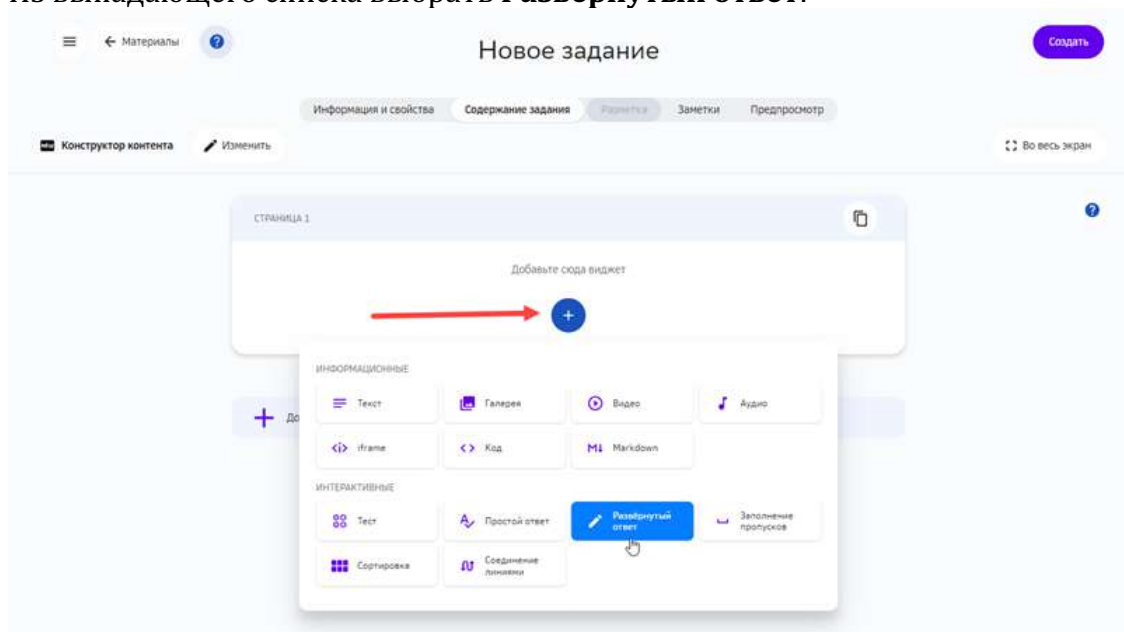 из выпадающего списка выбрать Развернутый ответ.
← Материалы
Новое задание
Создать
Информация и свойства Содержание задания Разметка Заметки Предпросмотр
Конструктор контента Изменить Во весь экран
СТРАНИЦА 1
Добавьте сюда виджет
ИНФОРМАЦИОННЫЕ
Текст Галерея Видео Аудио
До
iframe Код Markdown
ИНТЕРАКТИВНЫЕ
Тест Простой ответ Развёрнутый ответ Заполнение пропусков
Сортировка Соединение линиями